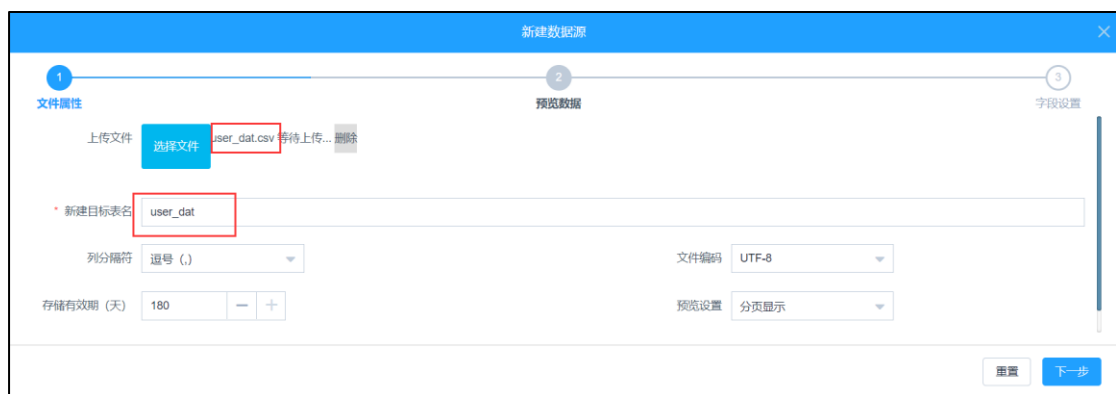 新建数据源
1 2 3
文件属性 预览数据 字段设置
上传文件 选择文件 user_dat.csv 等待上传... 删除
* 新建目标表名 user_dat
列分隔符 逗号 (,) 文件编码 UTF-8
存储有效期 (天) 180 预览设置 分页显示
重置 下一步